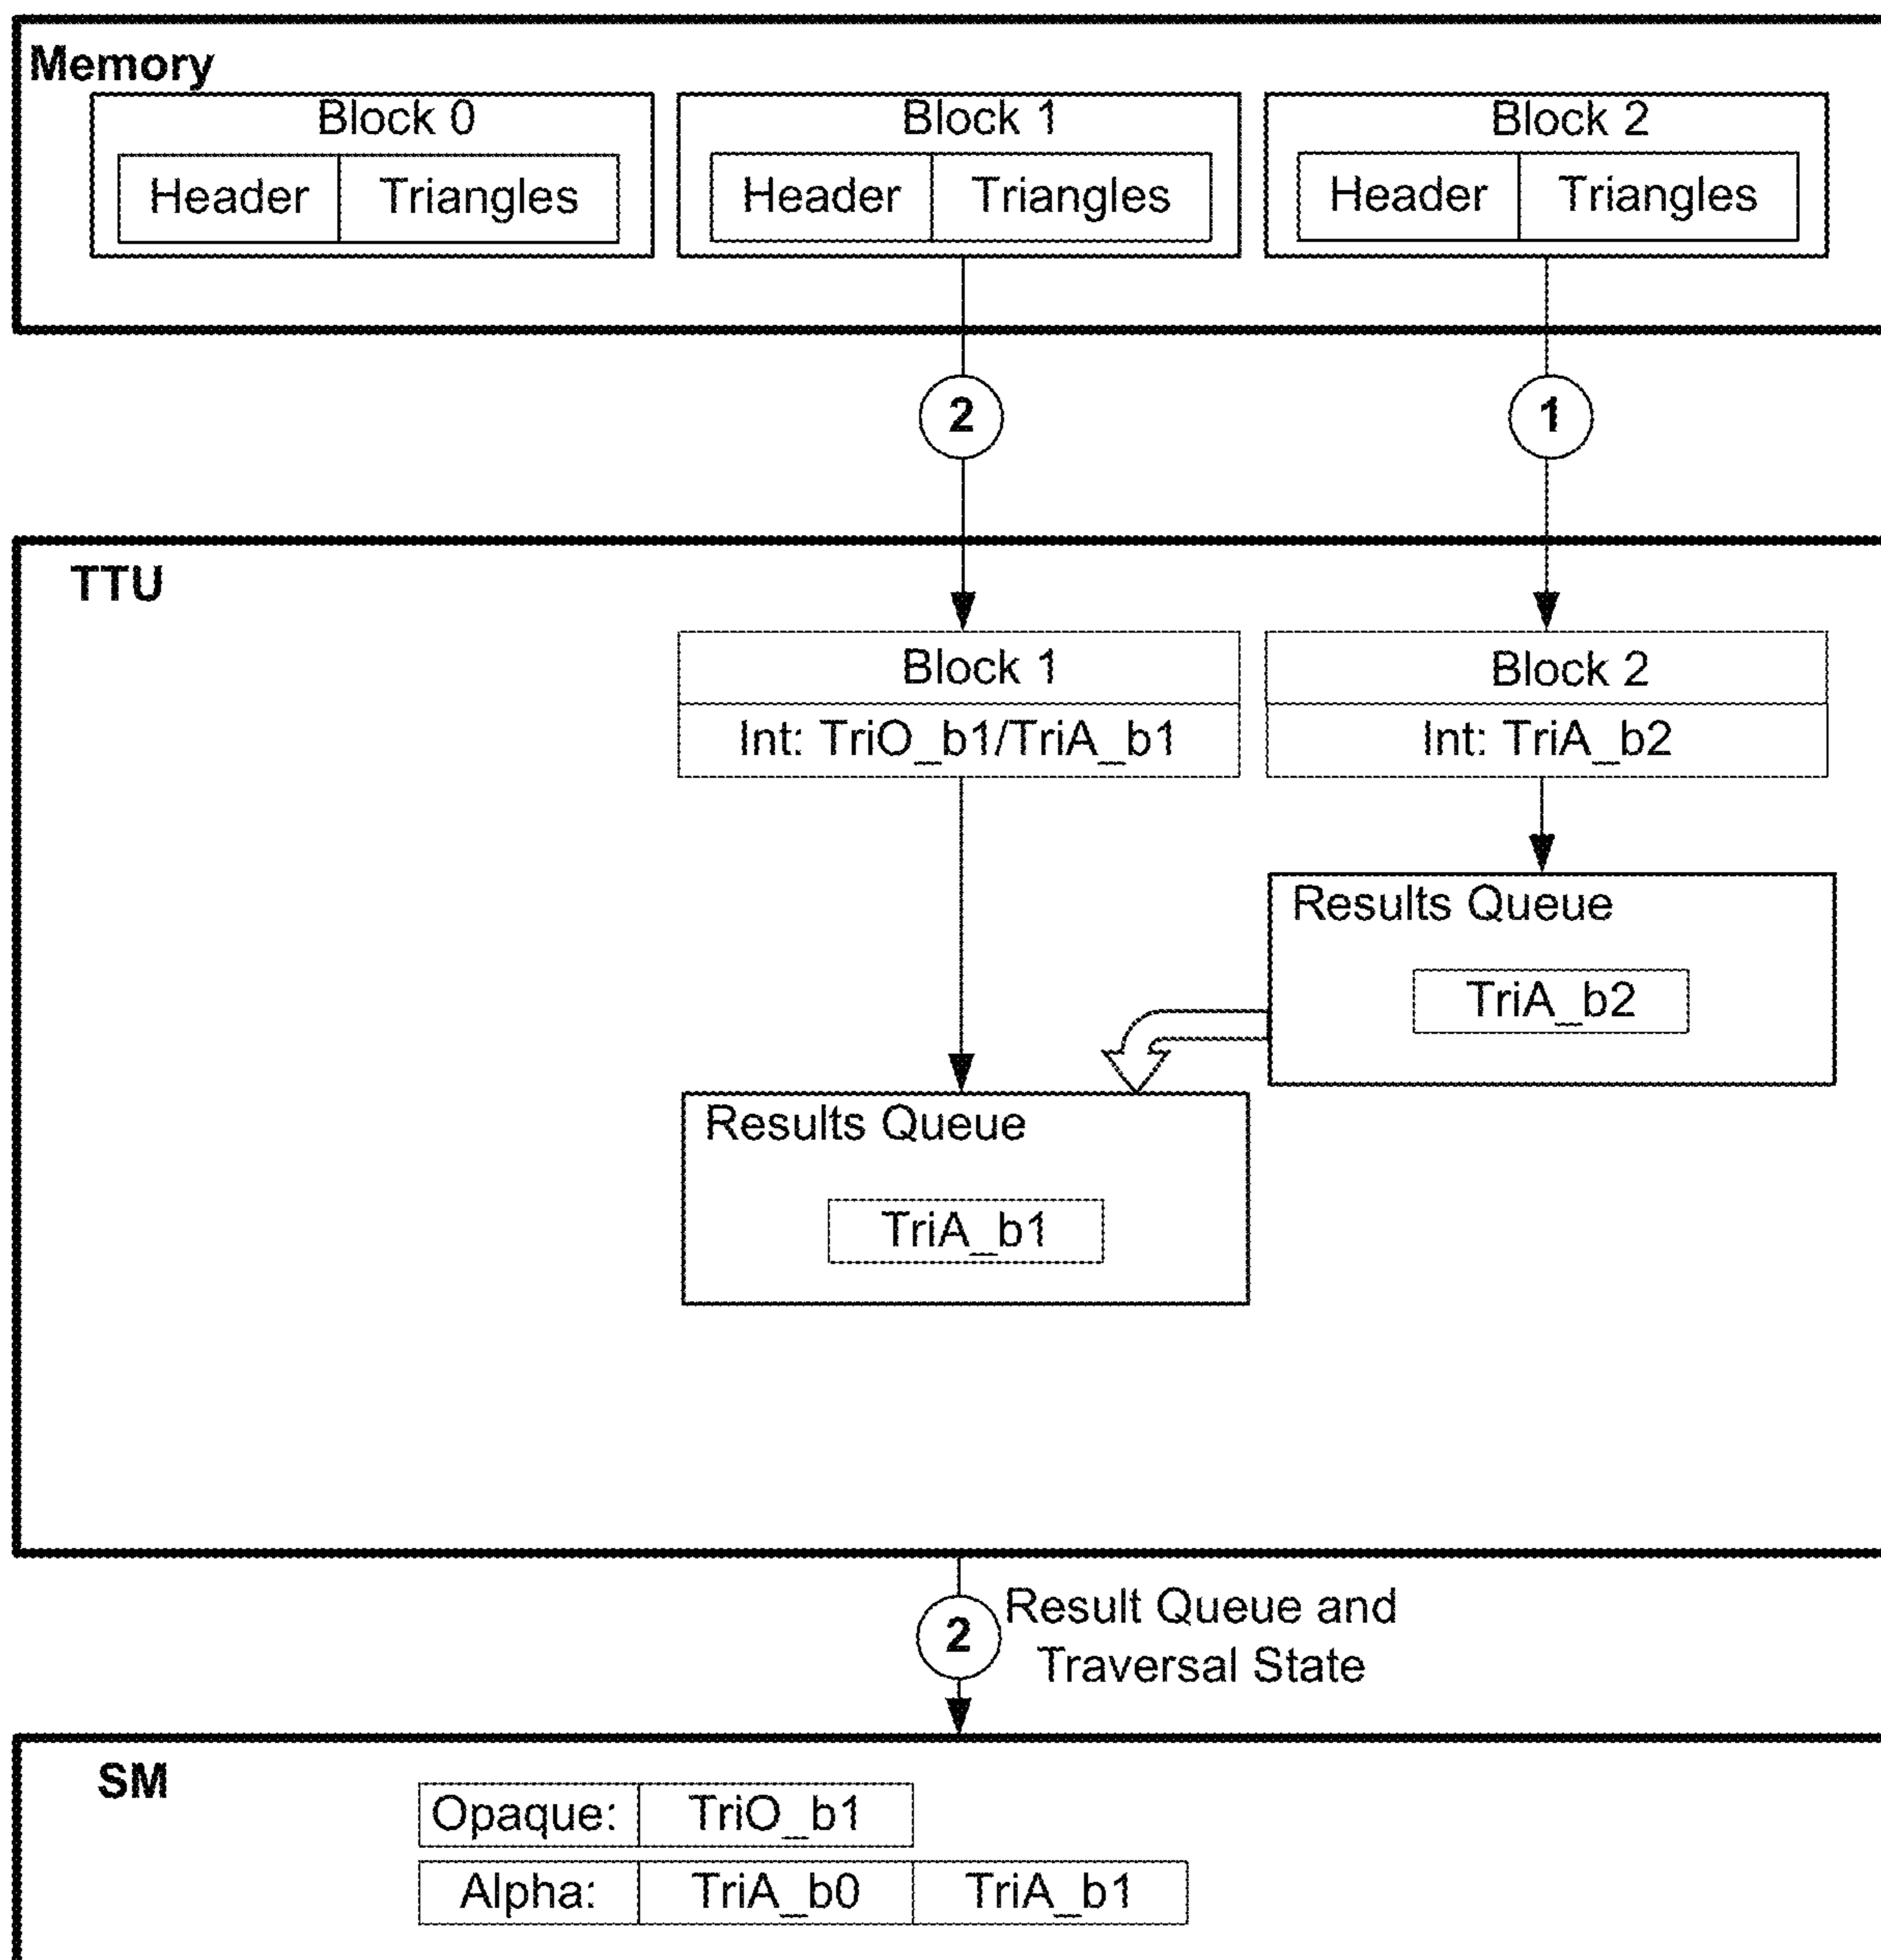 Memory
Block 0 Block 1 Block 2
Header Triangles Header Triangles Header Triangles
2 1
TTU
Block 1 Block 2
Int: TriO_b1/TriA_b1 Int: TriA_b2
Results Queue
TriA_b2
Results Queue
TriA_b1
2 Result Queue and
Traversal State
SM
Opaque: TriO_b1
Alpha: TriA_b0 TriA_b1